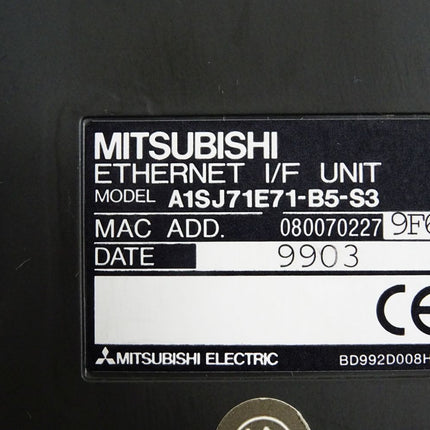 MITSUBISHI
ETHERNET I/F UNIT
MODEL A1SJ71E71-B5-S3
MAC ADD. 080070227 9F6
DATE 9903
CE
MITSUBISHI ELECTRIC BD992D008H